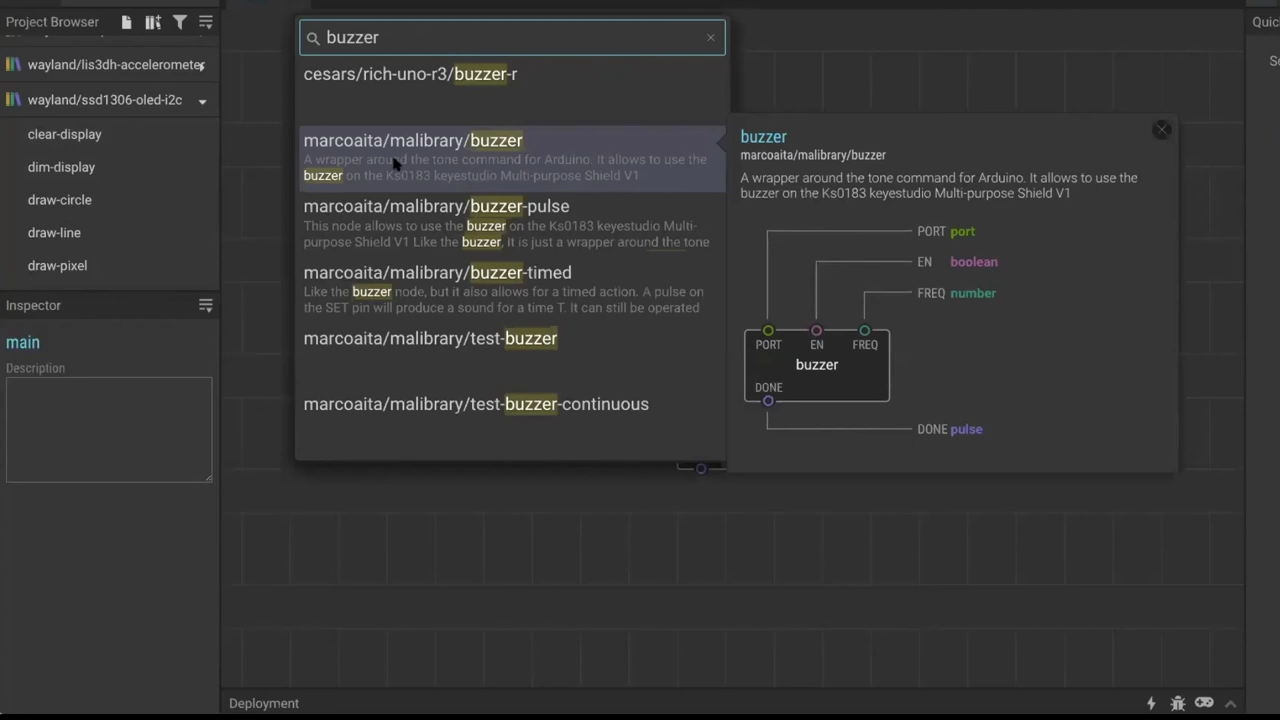 Project Browser
wayland/lis3dh-accelerometer
wayland/ssd1306-oled-i2c
clear-display
dim-display
draw-circle
draw-line
draw-pixel
Inspector
main
Description
buzzer
cesars/rich-uno-r3/buzzer-r
marcoaita/malibrary/buzzer
A wrapper around the tone command for Arduino. It allows to use the
buzzer on the Ks0183 keyestudio Multi-purpose Shield V1
marcoaita/malibrary/buzzer-pulse
This node allows to use the buzzer on the Ks0183 keyestudio Multi-
purpose Shield V1 Like the buzzer, it is just a wrapper around the tone
marcoaita/malibrary/buzzer-timed
Like the buzzer node, but it also allows for a timed action. A pulse on
the SET pin will produce a sound for a time T. It can still be operated
marcoaita/malibrary/test-buzzer
marcoaita/malibrary/test-buzzer-continuous
buzzer
marcoaita/malibrary/buzzer
A wrapper around the tone command for Arduino. It allows to use the
buzzer on the Ks0183 keyestudio Multi-purpose Shield V1
PORT port
EN boolean
FREQ number
PORT EN FREQ
buzzer
DONE
DONE pulse
Deployment